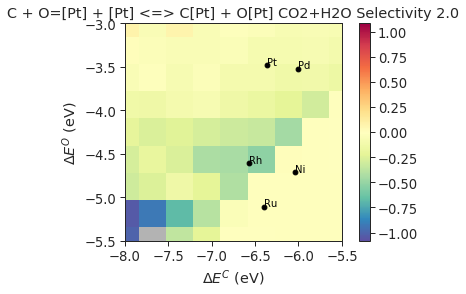 C + O=[Pt] + [Pt] <=> C[Pt] + O[Pt] CO2+H2O Selectivity 2.0
−3.0
−3.5
−4.0
−4.5
−5.0
−5.5
ΔE^O (eV)
Pt
Pd
Rh
Ni
Ru
−8.0 −7.5 −7.0 −6.5 −6.0 −5.5
ΔE^C (eV)
1.00
0.75
0.50
0.25
0.00
−0.25
−0.50
−0.75
−1.00